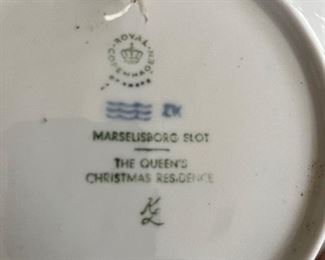 ROYAL
COPENHAGEN
DENMARK
MARSELISBORG SLOT
THE QUEEN'S
CHRISTMAS RESIDENCE